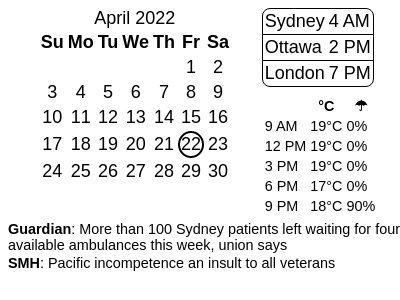 April 2022
Su Mo Tu We Th Fr Sa
1 2
3 4 5 6 7 8 9
10 11 12 13 14 15 16
17 18 19 20 21 22 23
24 25 26 27 28 29 30
Sydney 4 AM
Ottawa 2 PM
London 7 PM
°C ☂
9 AM 19°C 0%
12 PM 19°C 0%
3 PM 19°C 0%
6 PM 17°C 0%
9 PM 18°C 90%
Guardian: More than 100 Sydney patients left waiting for four
available ambulances this week, union says
SMH: Pacific incompetence an insult to all veterans